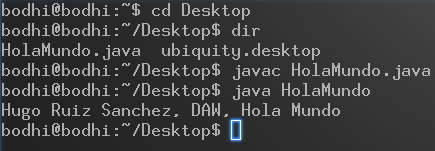 bodhi@bodhi:~$ cd Desktop
bodhi@bodhi:~/Desktop$ dir
HolaMundo.java  ubiquity.desktop
bodhi@bodhi:~/Desktop$ javac HolaMundo.java
bodhi@bodhi:~/Desktop$ java HolaMundo
Hugo Ruiz Sanchez, DAW, Hola Mundo
bodhi@bodhi:~/Desktop$